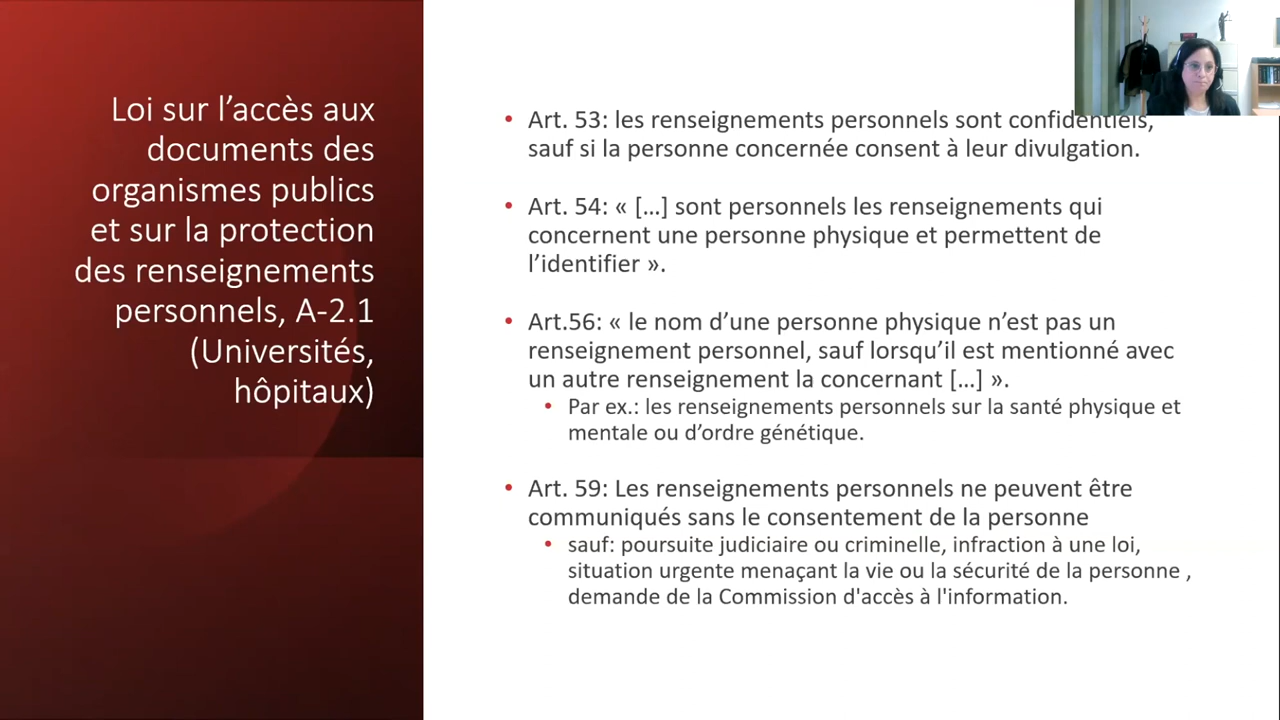 Loi sur l’accès aux
documents des
organismes publics
et sur la protection
des renseignements
personnels, A-2.1
(Universités,
hôpitaux)
• Art. 53: les renseignements personnels sont confidentiels,
sauf si la personne concernée consent à leur divulgation.
• Art. 54: « […] sont personnels les renseignements qui
concernent une personne physique et permettent de
l’identifier ».
• Art.56: « le nom d’une personne physique n’est pas un
renseignement personnel, sauf lorsqu’il est mentionné avec
un autre renseignement la concernant […] ».
• Par ex.: les renseignements personnels sur la santé physique et
mentale ou d’ordre génétique.
• Art. 59: Les renseignements personnels ne peuvent être
communiqués sans le consentement de la personne
• sauf: poursuite judiciaire ou criminelle, infraction à une loi,
situation urgente menaçant la vie ou la sécurité de la personne ,
demande de la Commission d'accès à l'information.